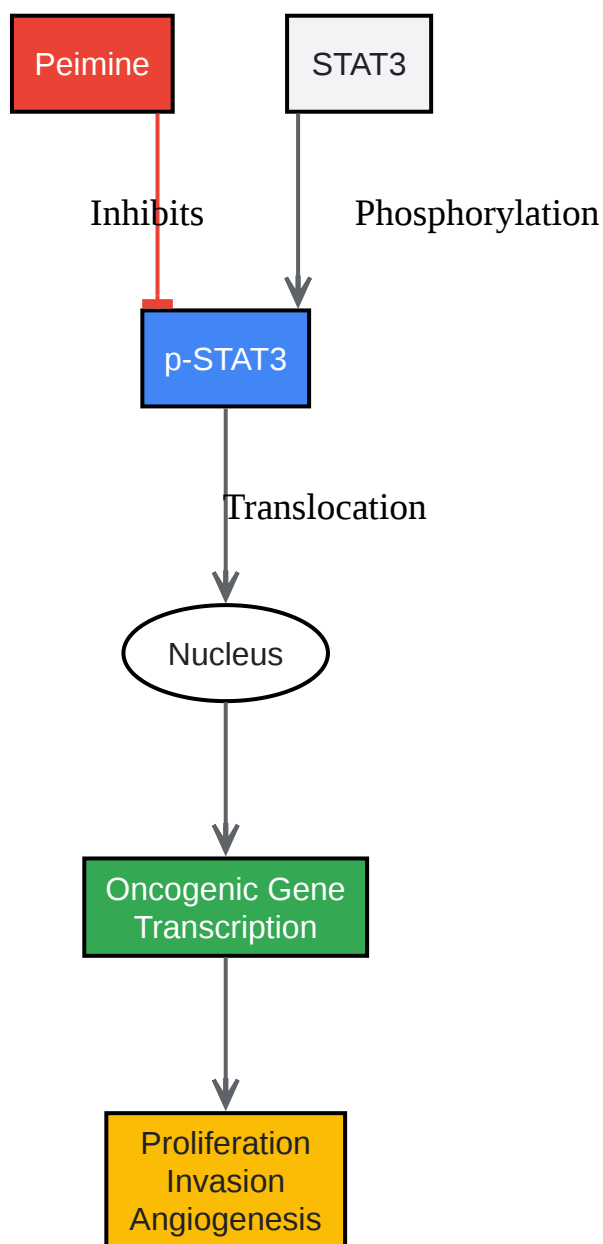 Peimine
STAT3
Inhibits
Phosphorylation
p-STAT3
Translocation
Nucleus
Oncogenic Gene
Transcription
Proliferation
Invasion
Angiogenesis